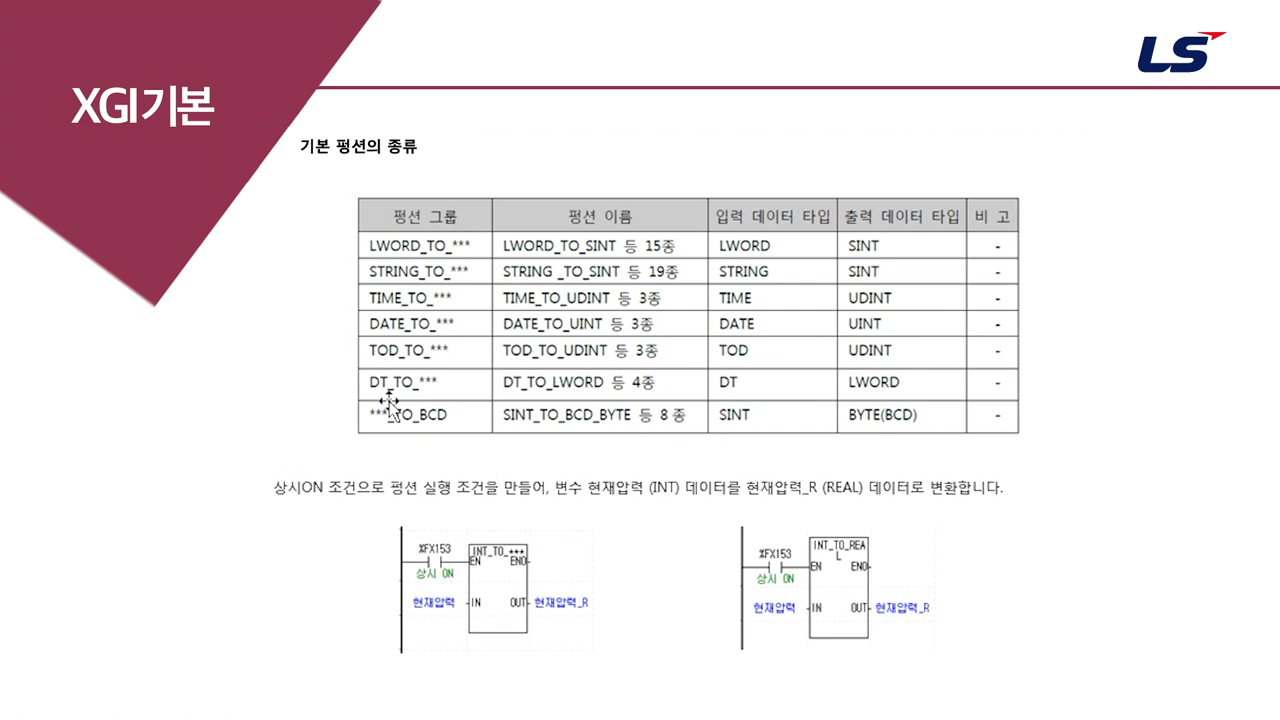 LS
XGI기본
기본 펑션의 종류
펑션 그룹 펑션 이름 입력 데이터 타입 출력 데이터 타입 비 고
LWORD_TO_*** LWORD_TO_SINT 등 15종 LWORD SINT -
STRING_TO_*** STRING _TO_SINT 등 19종 STRING SINT -
TIME_TO_*** TIME_TO_UDINT 등 3종 TIME UDINT -
DATE_TO_*** DATE_TO_UINT 등 3종 DATE UINT -
TOD_TO_*** TOD_TO_UDINT 등 3종 TOD UDINT -
DT_TO_*** DT_TO_LWORD 등 4종 DT LWORD -
***_TO_BCD SINT_TO_BCD_BYTE 등 8 종 SINT BYTE(BCD) -
상시ON 조건으로 펑션 실행 조건을 만들어, 변수 현재압력 (INT) 데이터를 현재압력_R (REAL) 데이터로 변환합니다.
%FX153 INT_TO_***
EN ENO
상시 ON
현재압력 IN OUT 현재압력_R
%FX153 INT_TO_REA
L
EN ENO
상시 ON
현재압력 IN OUT 현재압력_R